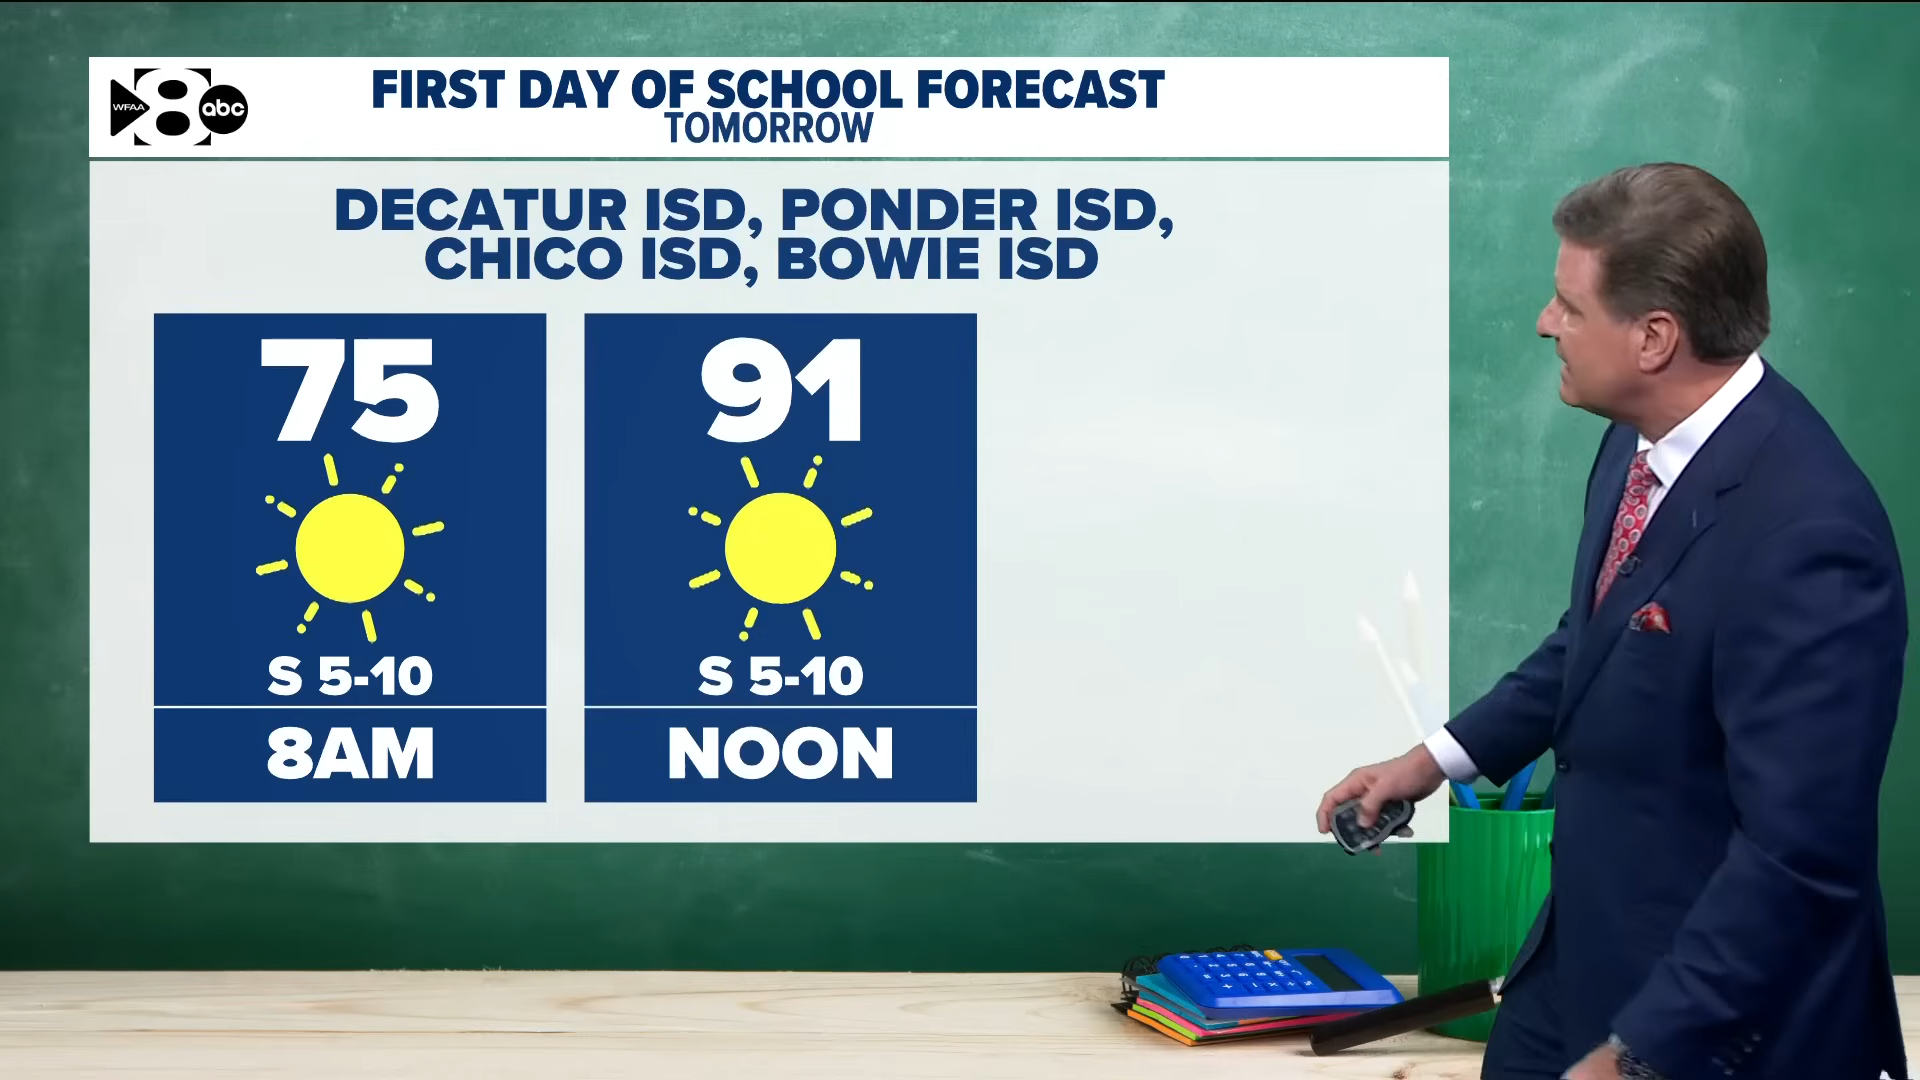 WFAA 8 abc
FIRST DAY OF SCHOOL FORECAST
TOMORROW
DECATUR ISD, PONDER ISD,
CHICO ISD, BOWIE ISD
75
S 5-10
8AM
91
S 5-10
NOON